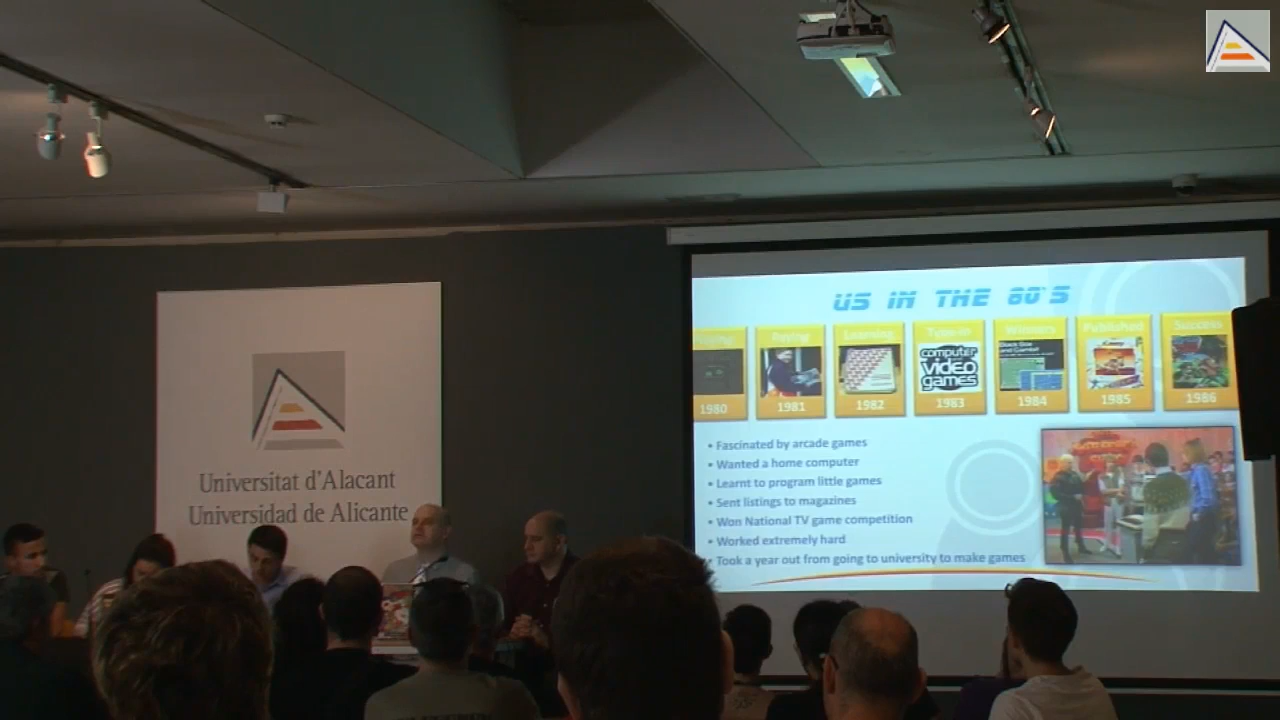 Universitat d'Alacant
Universidad de Alicante
US IN THE 80'S
Learning
Type-in
Winners
Published
Success
computer
video
games
1980
1981
1982
1983
1984
1985
1986
• Fascinated by arcade games
• Wanted a home computer
• Learnt to program little games
• Sent listings to magazines
• Won National TV game competition
• Worked extremely hard
• Took a year out from going to university to make games